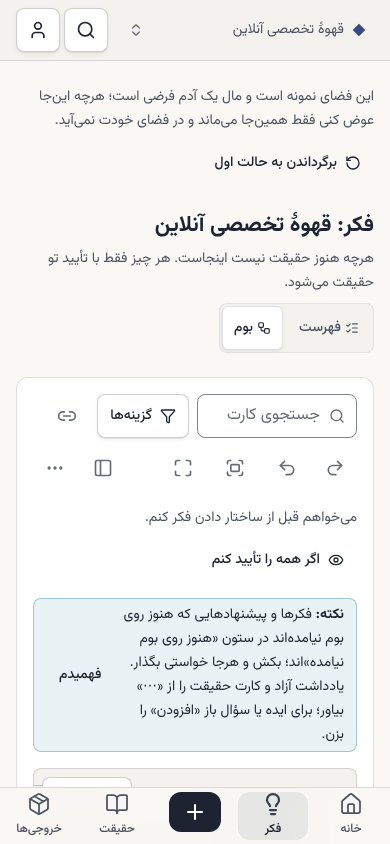 قهوهٔ تخصصی آنلاین
این فضای نمونه است و مال یک آدم فرضی است؛ هرچه این‌جا
عوض کنی فقط همین‌جا می‌ماند و در فضای خودت نمی‌آید.
برگرداندن به حالت اول
فکر: قهوهٔ تخصصی آنلاین
هرچه هنوز حقیقت نیست اینجاست. هر چیز فقط با تأیید تو
حقیقت می‌شود.
فهرست
بوم
جستجوی کارت
گزینه‌ها
می‌خواهم قبل از ساختار دادن فکر کنم.
اگر همه را تأیید کنم
نکته: فکرها و پیشنهادهایی که هنوز روی
بوم نیامده‌اند در ستون «هنوز روی بوم
نیامده»‌اند؛ بکش و هرجا خواستی بگذار.
یادداشت آزاد و کارت حقیقت را از «···»
بیاور؛ برای ایده یا سؤال باز «افزودن» را
بزن.
فهمیدم
خانه
فکر
حقیقت
خروجی‌ها